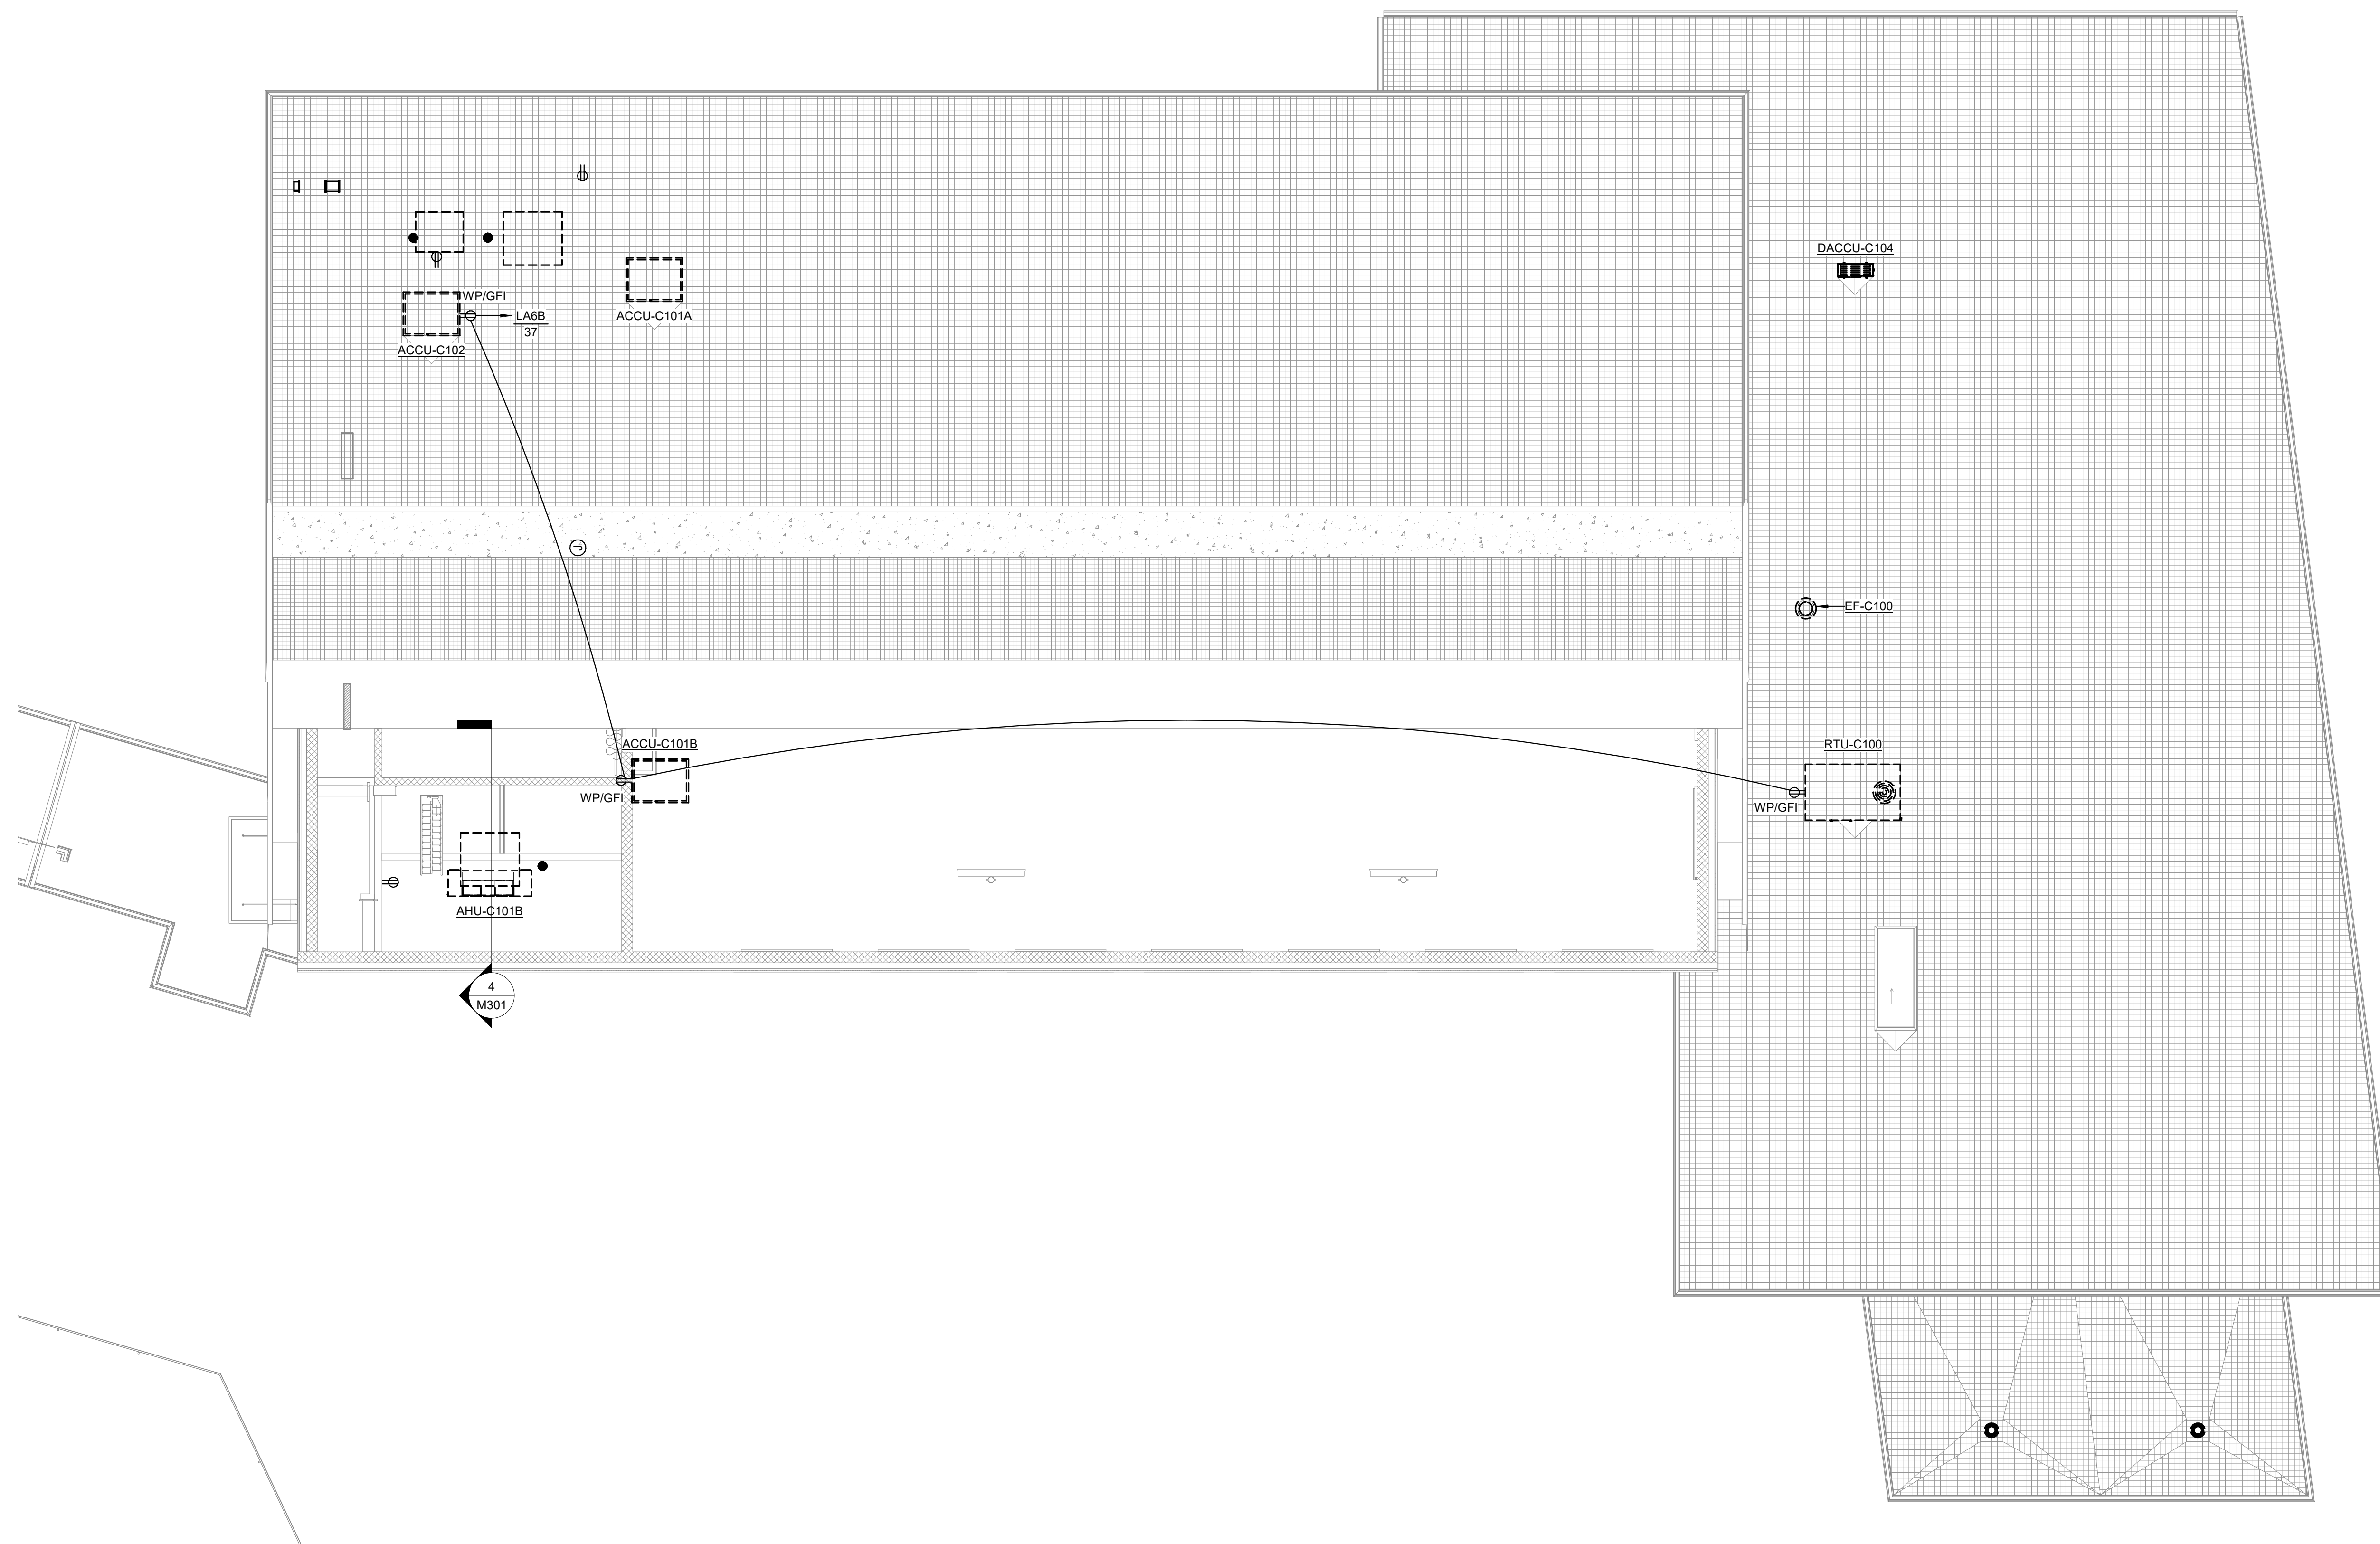 DACCU-C104
WP/GFI
LA6B
37
ACCU-C101A
ACCU-C102
J
EF-C100
ACCU-C101B
RTU-C100
WP/GFI
WP/GFI
AHU-C101B
4
M301